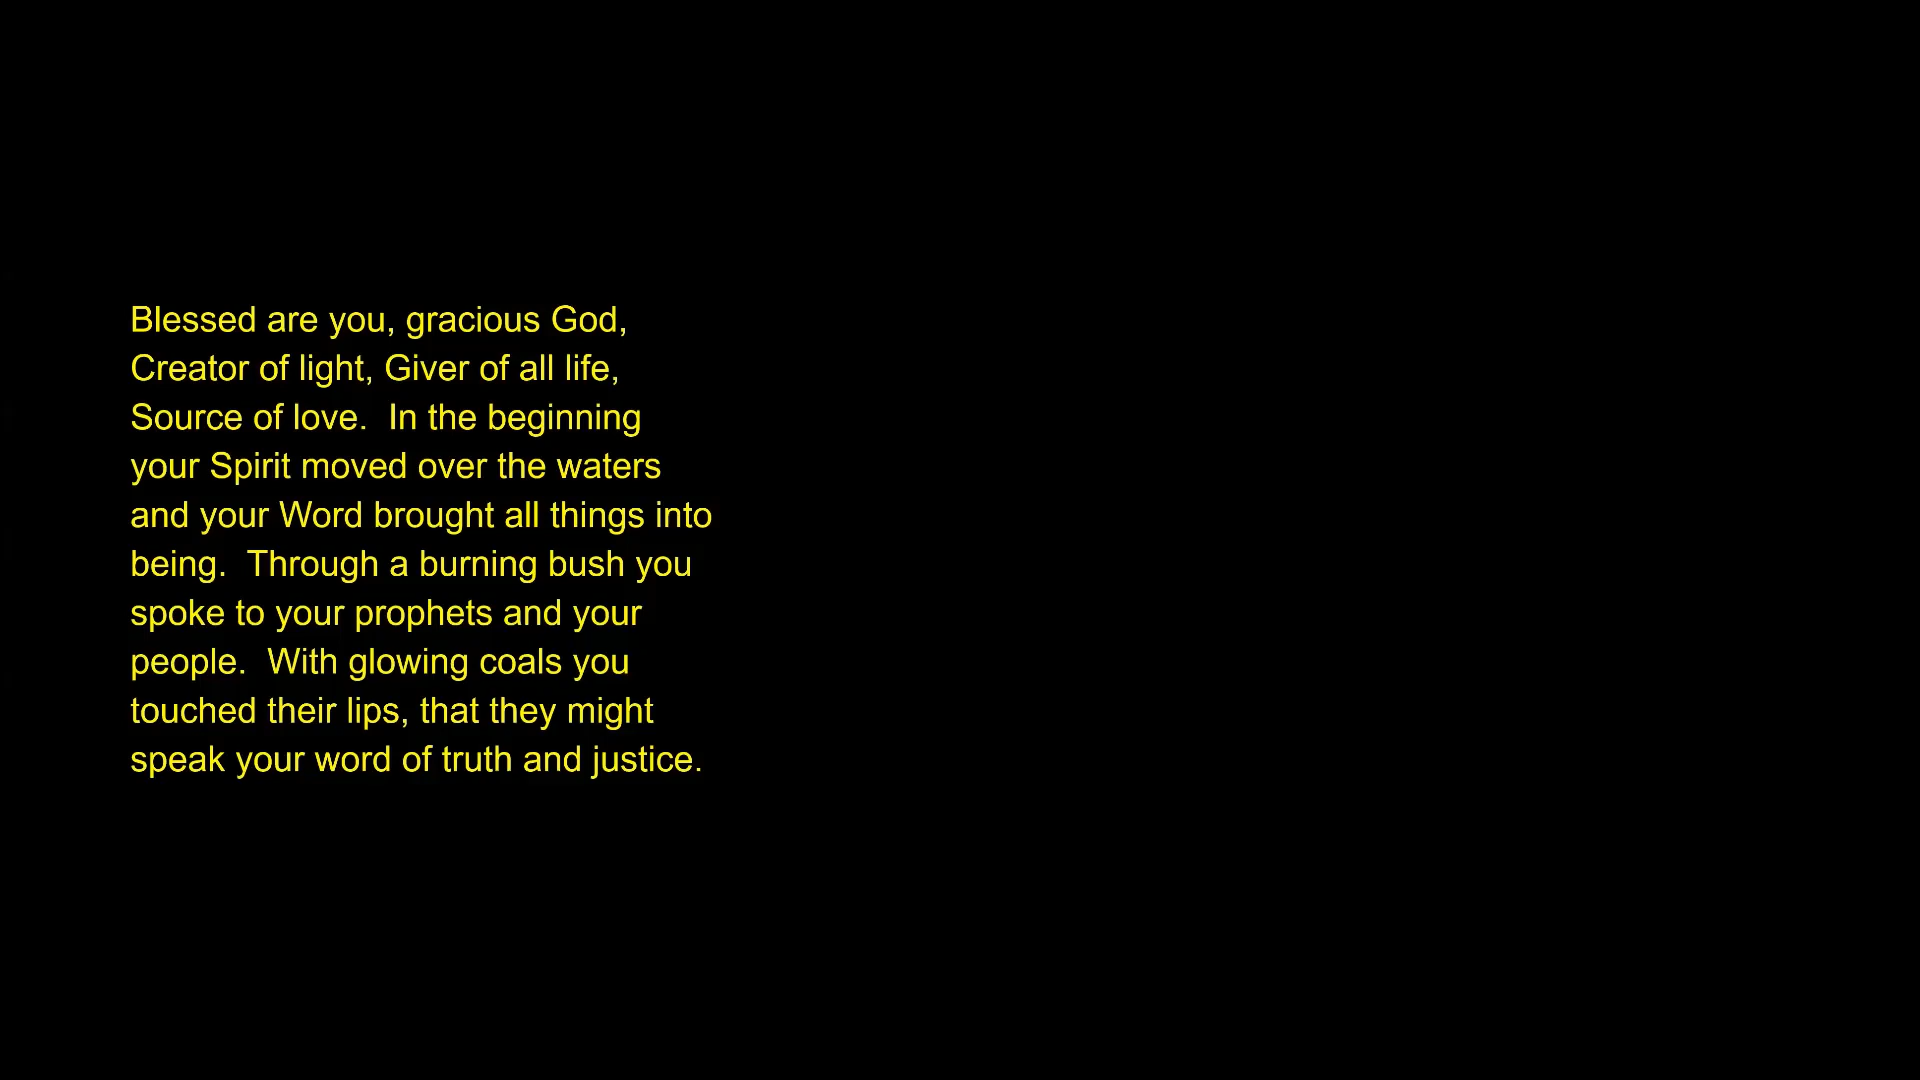 Blessed are you, gracious God,
Creator of light, Giver of all life,
Source of love.  In the beginning
your Spirit moved over the waters
and your Word brought all things into
being.  Through a burning bush you
spoke to your prophets and your
people.  With glowing coals you
touched their lips, that they might
speak your word of truth and justice.